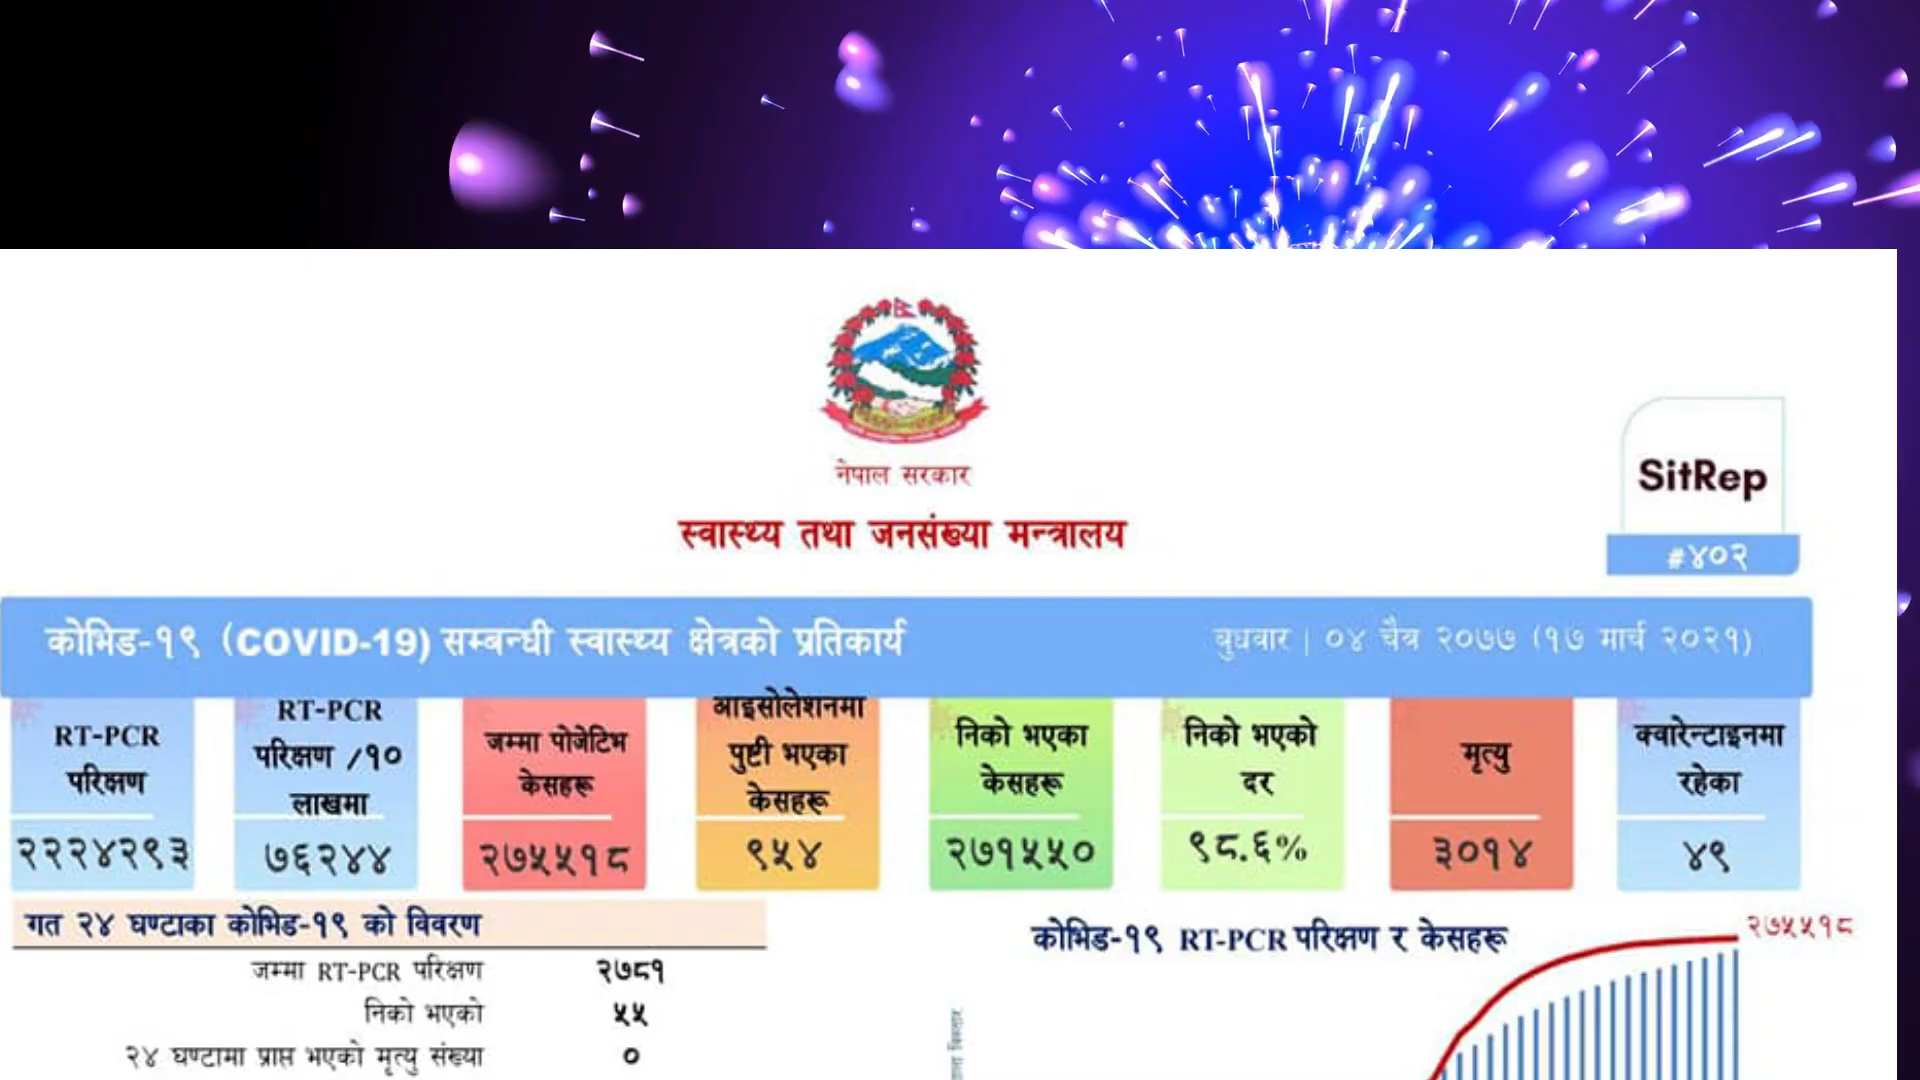 नेपाल सरकार
स्वास्थ्य तथा जनसंख्या मन्त्रालय
SitRep
#४०२
कोभिड-१९ (COVID-19) सम्बन्धी स्वास्थ्य क्षेत्रको प्रतिकार्य
बुधवार | ०४ चैत्र २०७७ (१७ मार्च २०२१)
RT-PCR
परिक्षण
२२२४२९३
RT-PCR
परिक्षण /१०
लाखमा
७६२४४
जम्मा पोजेटिभ
केसहरू
२७५५१८
आइसोलेशनमा
पुष्टी भएका
केसहरू
९५४
निको भएका
केसहरू
२७१५५०
निको भएको
दर
९८.६%
मृत्यु
३०१४
क्वारेन्टाइनमा
रहेका
४९
गत २४ घण्टाका कोभिड-१९ को विवरण
जम्मा RT-PCR परिक्षण २७८१
निको भएको ५५
२४ घण्टामा प्राप्त भएको मृत्यु संख्या ०
कोभिड-१९ RT-PCR परिक्षण र केसहरू
२७५५१८